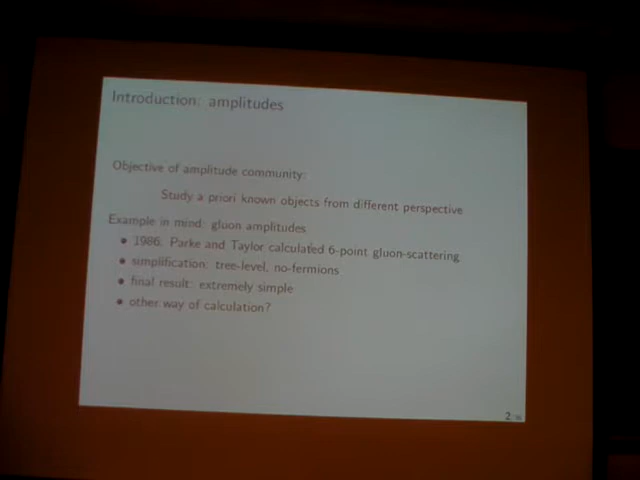 Introduction: amplitudes
Objective of amplitude community:
Study a priori known objects from different perspective
Example in mind: gluon amplitudes
• 1986: Parke and Taylor calculated 6-point gluon-scattering
• simplification: tree-level, no-fermions
• final result: extremely simple
• other way of calculation?
2